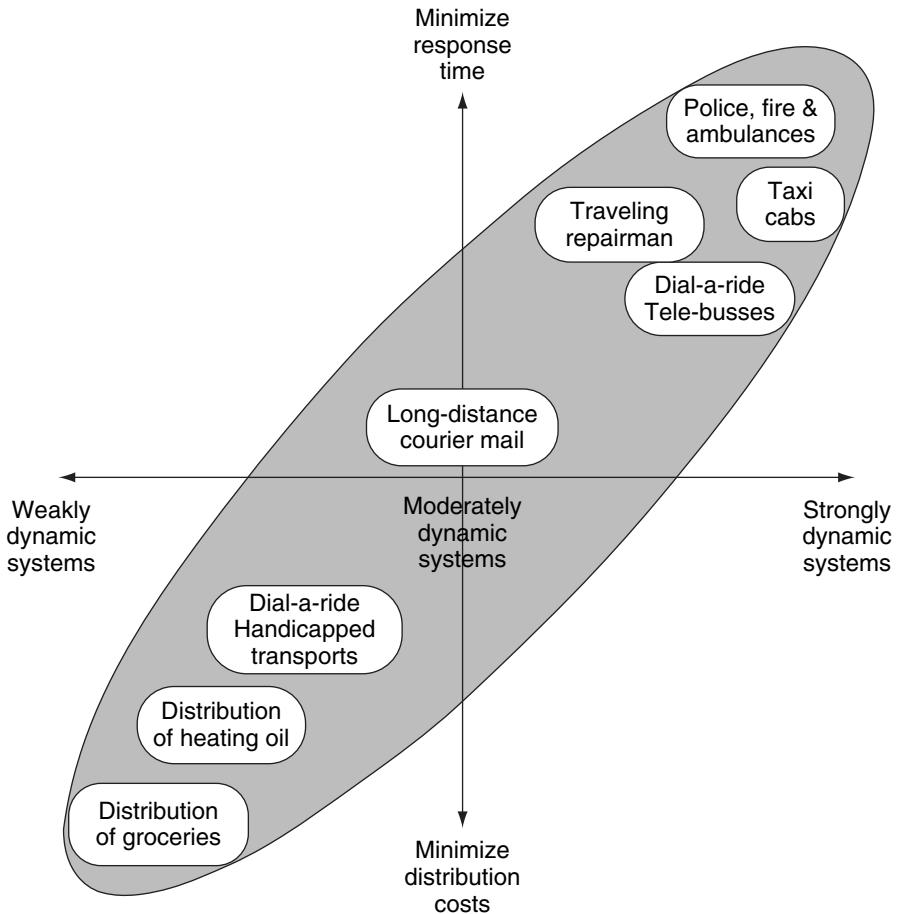 Minimize
response
time
Police, fire &
ambulances
Taxi
cabs
Traveling
repairman
Dial-a-ride
Tele-busses
Long-distance
courier mail
Weakly
dynamic
systems
Moderately
dynamic
systems
Strongly
dynamic
systems
Dial-a-ride
Handicapped
transports
Distribution
of heating oil
Distribution
of groceries
Minimize
distribution
costs